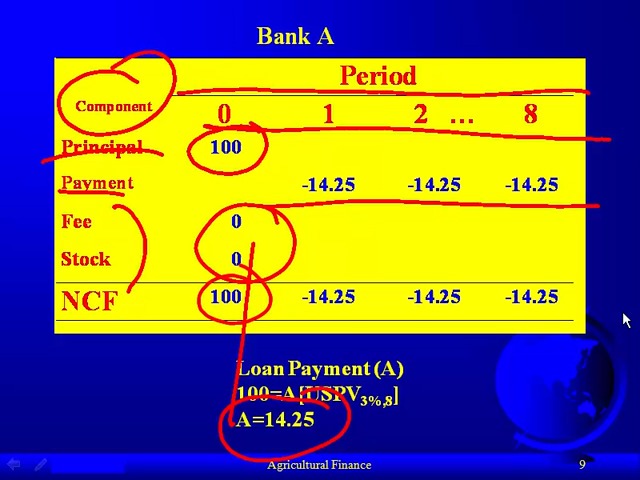 Bank A
Period
Component 0 1 2 ... 8
Principal 100
Payment -14.25 -14.25 -14.25
Fee 0
Stock 0
NCF 100 -14.25 -14.25 -14.25
Loan Payment (A)
100=A[USPV3%,8]
A=14.25
Agricultural Finance 9